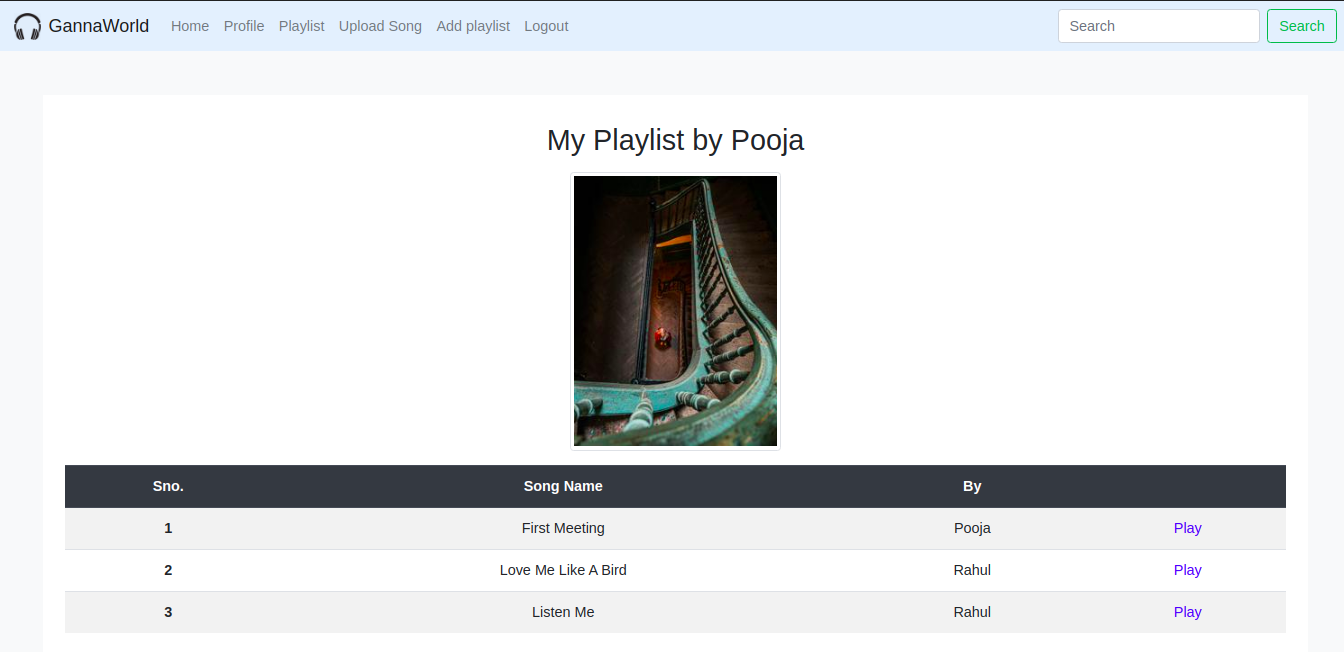 GannaWorld Home Profile Playlist Upload Song Add playlist Logout Search Search
My Playlist by Pooja
Sno. Song Name By
1 First Meeting Pooja Play
2 Love Me Like A Bird Rahul Play
3 Listen Me Rahul Play